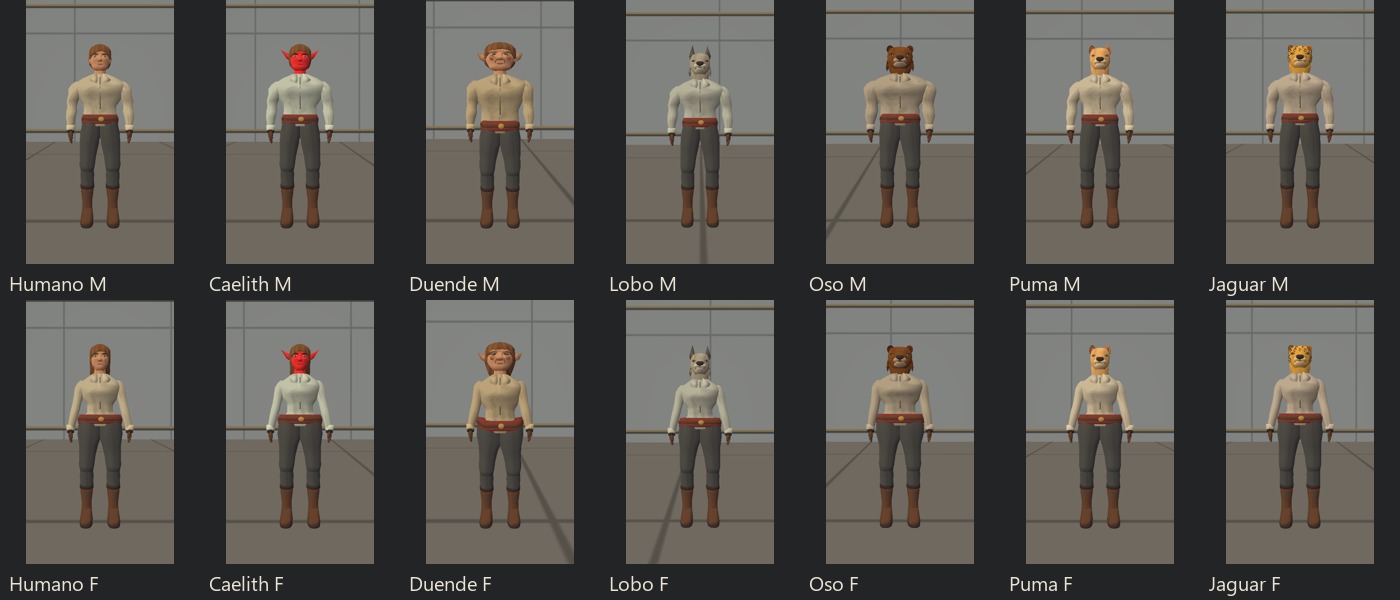 Humano M
Caelith M
Duende M
Lobo M
Oso M
Puma M
Jaguar M
Humano F
Caelith F
Duende F
Lobo F
Oso F
Puma F
Jaguar F